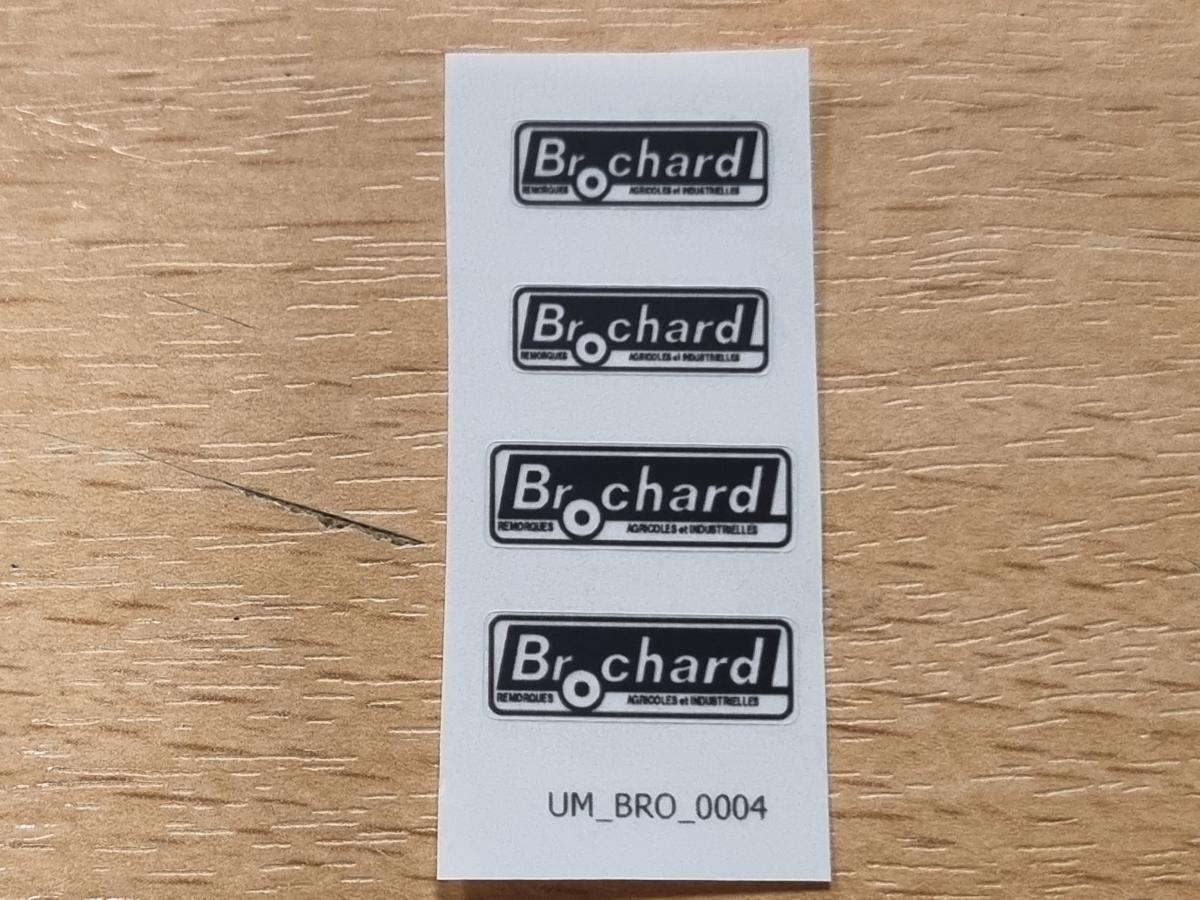 Brochard
REMORQUES AGRICOLES et INDUSTRIELLES
Brochard
REMORQUES AGRICOLES et INDUSTRIELLES
Brochard
REMORQUES AGRICOLES et INDUSTRIELLES
Brochard
REMORQUES AGRICOLES et INDUSTRIELLES
UM_BRO_0004